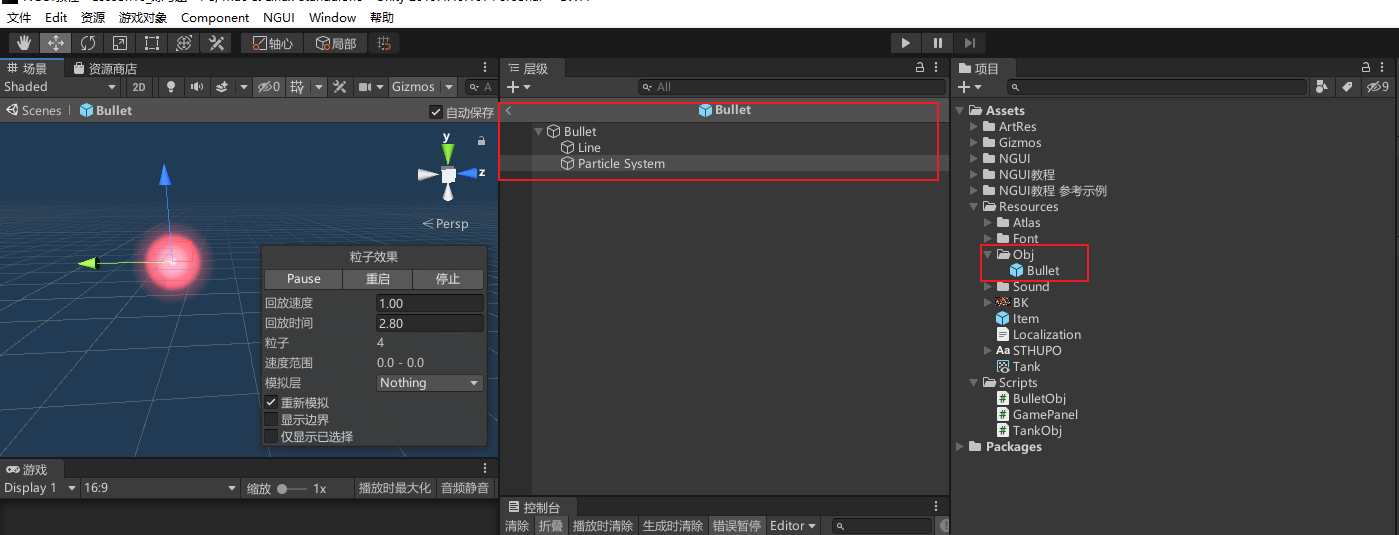 文件 Edit 资源 游戏对象 Component NGUI Window 帮助
轴心 局部
场景 资源商店
Shaded 2D 0 Gizmos A
Scenes Bullet 自动保存
y
z
Persp
粒子效果
Pause 重启 停止
回放速度 1.00
回放时间 2.80
粒子 4
速度范围 0.0 - 0.0
模拟层 Nothing
重新模拟
显示边界
仅显示已选择
游戏
Display 1 16:9 缩放 1x 播放时最大化 音频静音
层级
All
Bullet
Bullet
Line
Particle System
控制台
清除 折叠 播放时清除 生成时清除 错误暂停 Editor
项目
9
Assets
ArtRes
Gizmos
NGUI
NGUI教程
NGUI教程 参考示例
Resources
Atlas
Font
Obj
Bullet
Sound
BK
Item
Localization
Aa STHUPO
Tank
Scripts
# BulletObj
# GamePanel
# TankObj
Packages